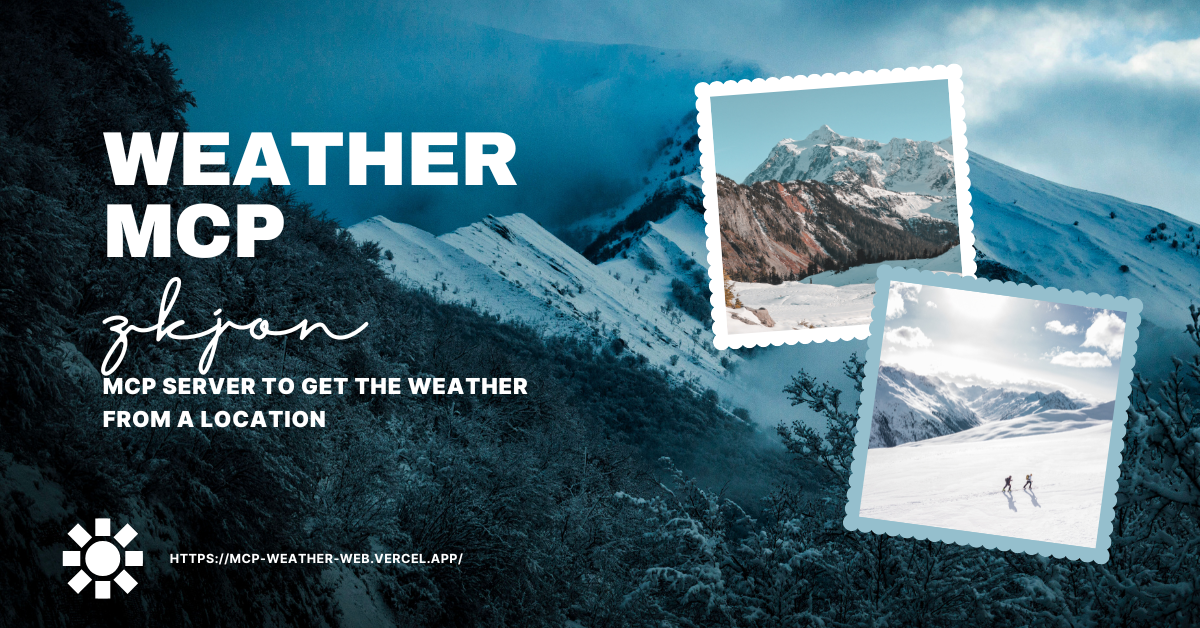 WEATHER
MCP
zkjon
MCP SERVER TO GET THE WEATHER
FROM A LOCATION
HTTPS://MCP-WEATHER-WEB.VERCEL.APP/